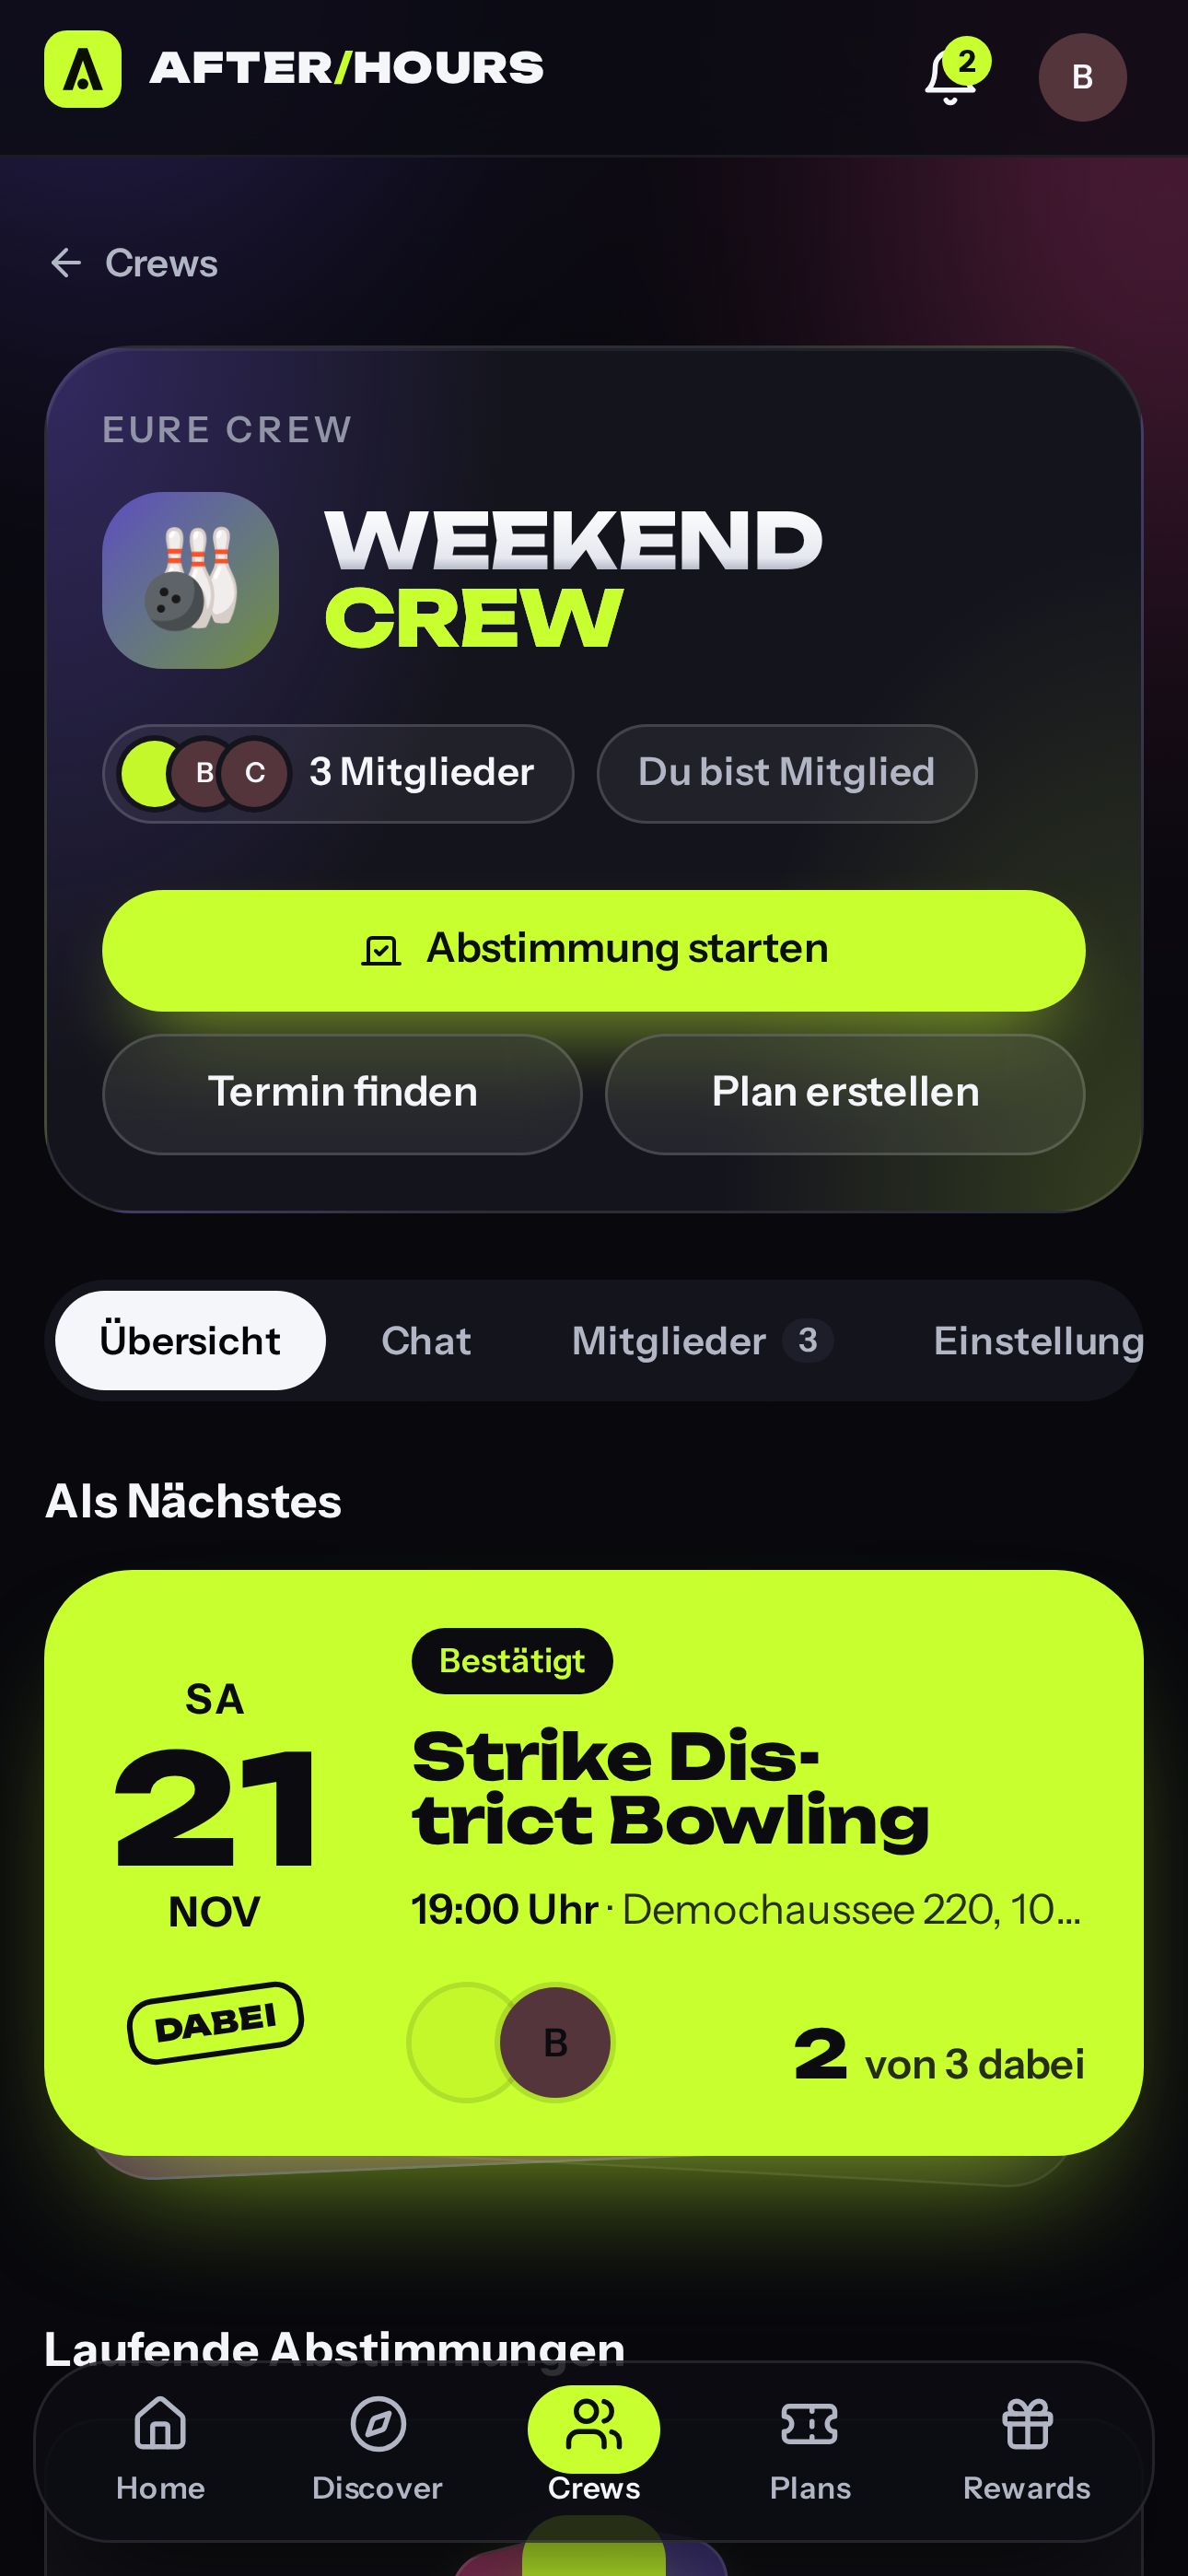 AFTER/HOURS
2
B
Crews
EURE CREW
WEEKEND
CREW
B
C
3 Mitglieder
Du bist Mitglied
Abstimmung starten
Termin finden
Plan erstellen
Übersicht
Chat
Mitglieder 3
Einstellung
Als Nächstes
SA
21
NOV
DABEI
Bestätigt
Strike Dis-
trict Bowling
19:00 Uhr · Demochaussee 220, 10...
B
2 von 3 dabei
Laufende Abstimmungen
Home
Discover
Crews
Plans
Rewards